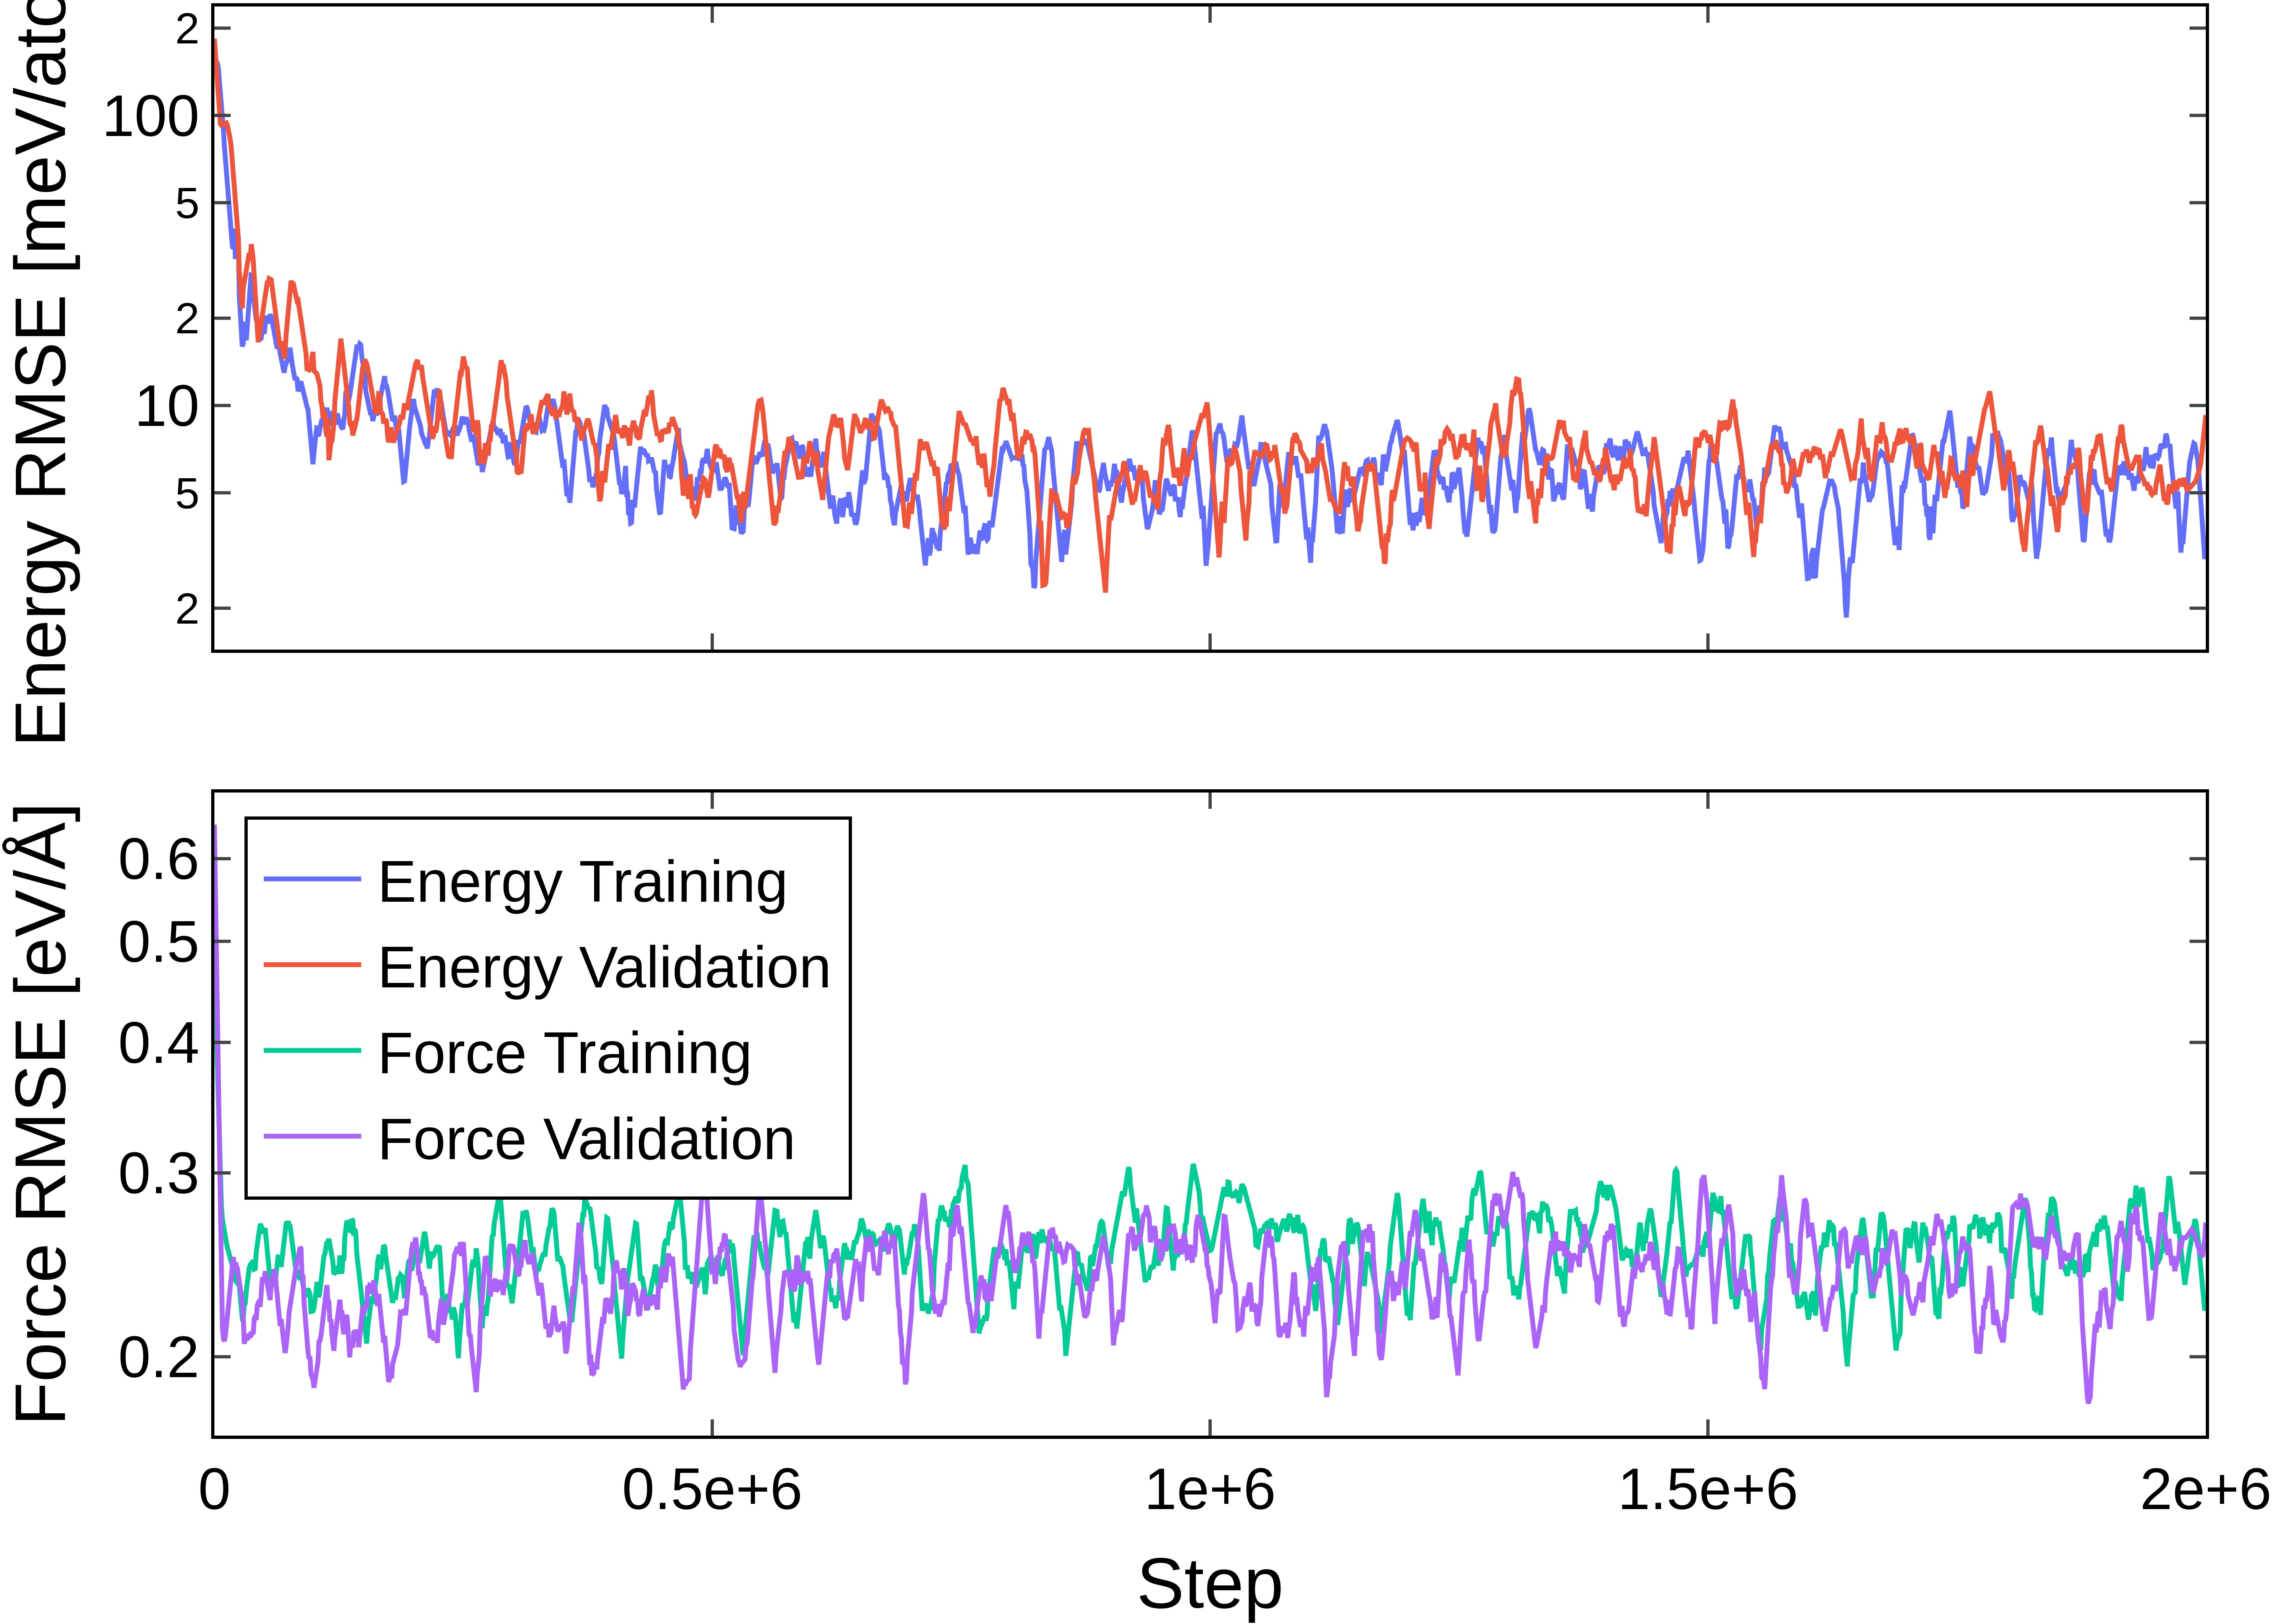 Energy RMSE [meV/ato
2
100
5
2
10
5
2
Force RMSE [eV/Å]
0.6
0.5
0.4
0.3
0.2
Energy Training
Energy Validation
Force Training
Force Validation
0 0.5e+6 1e+6 1.5e+6 2e+6
Step